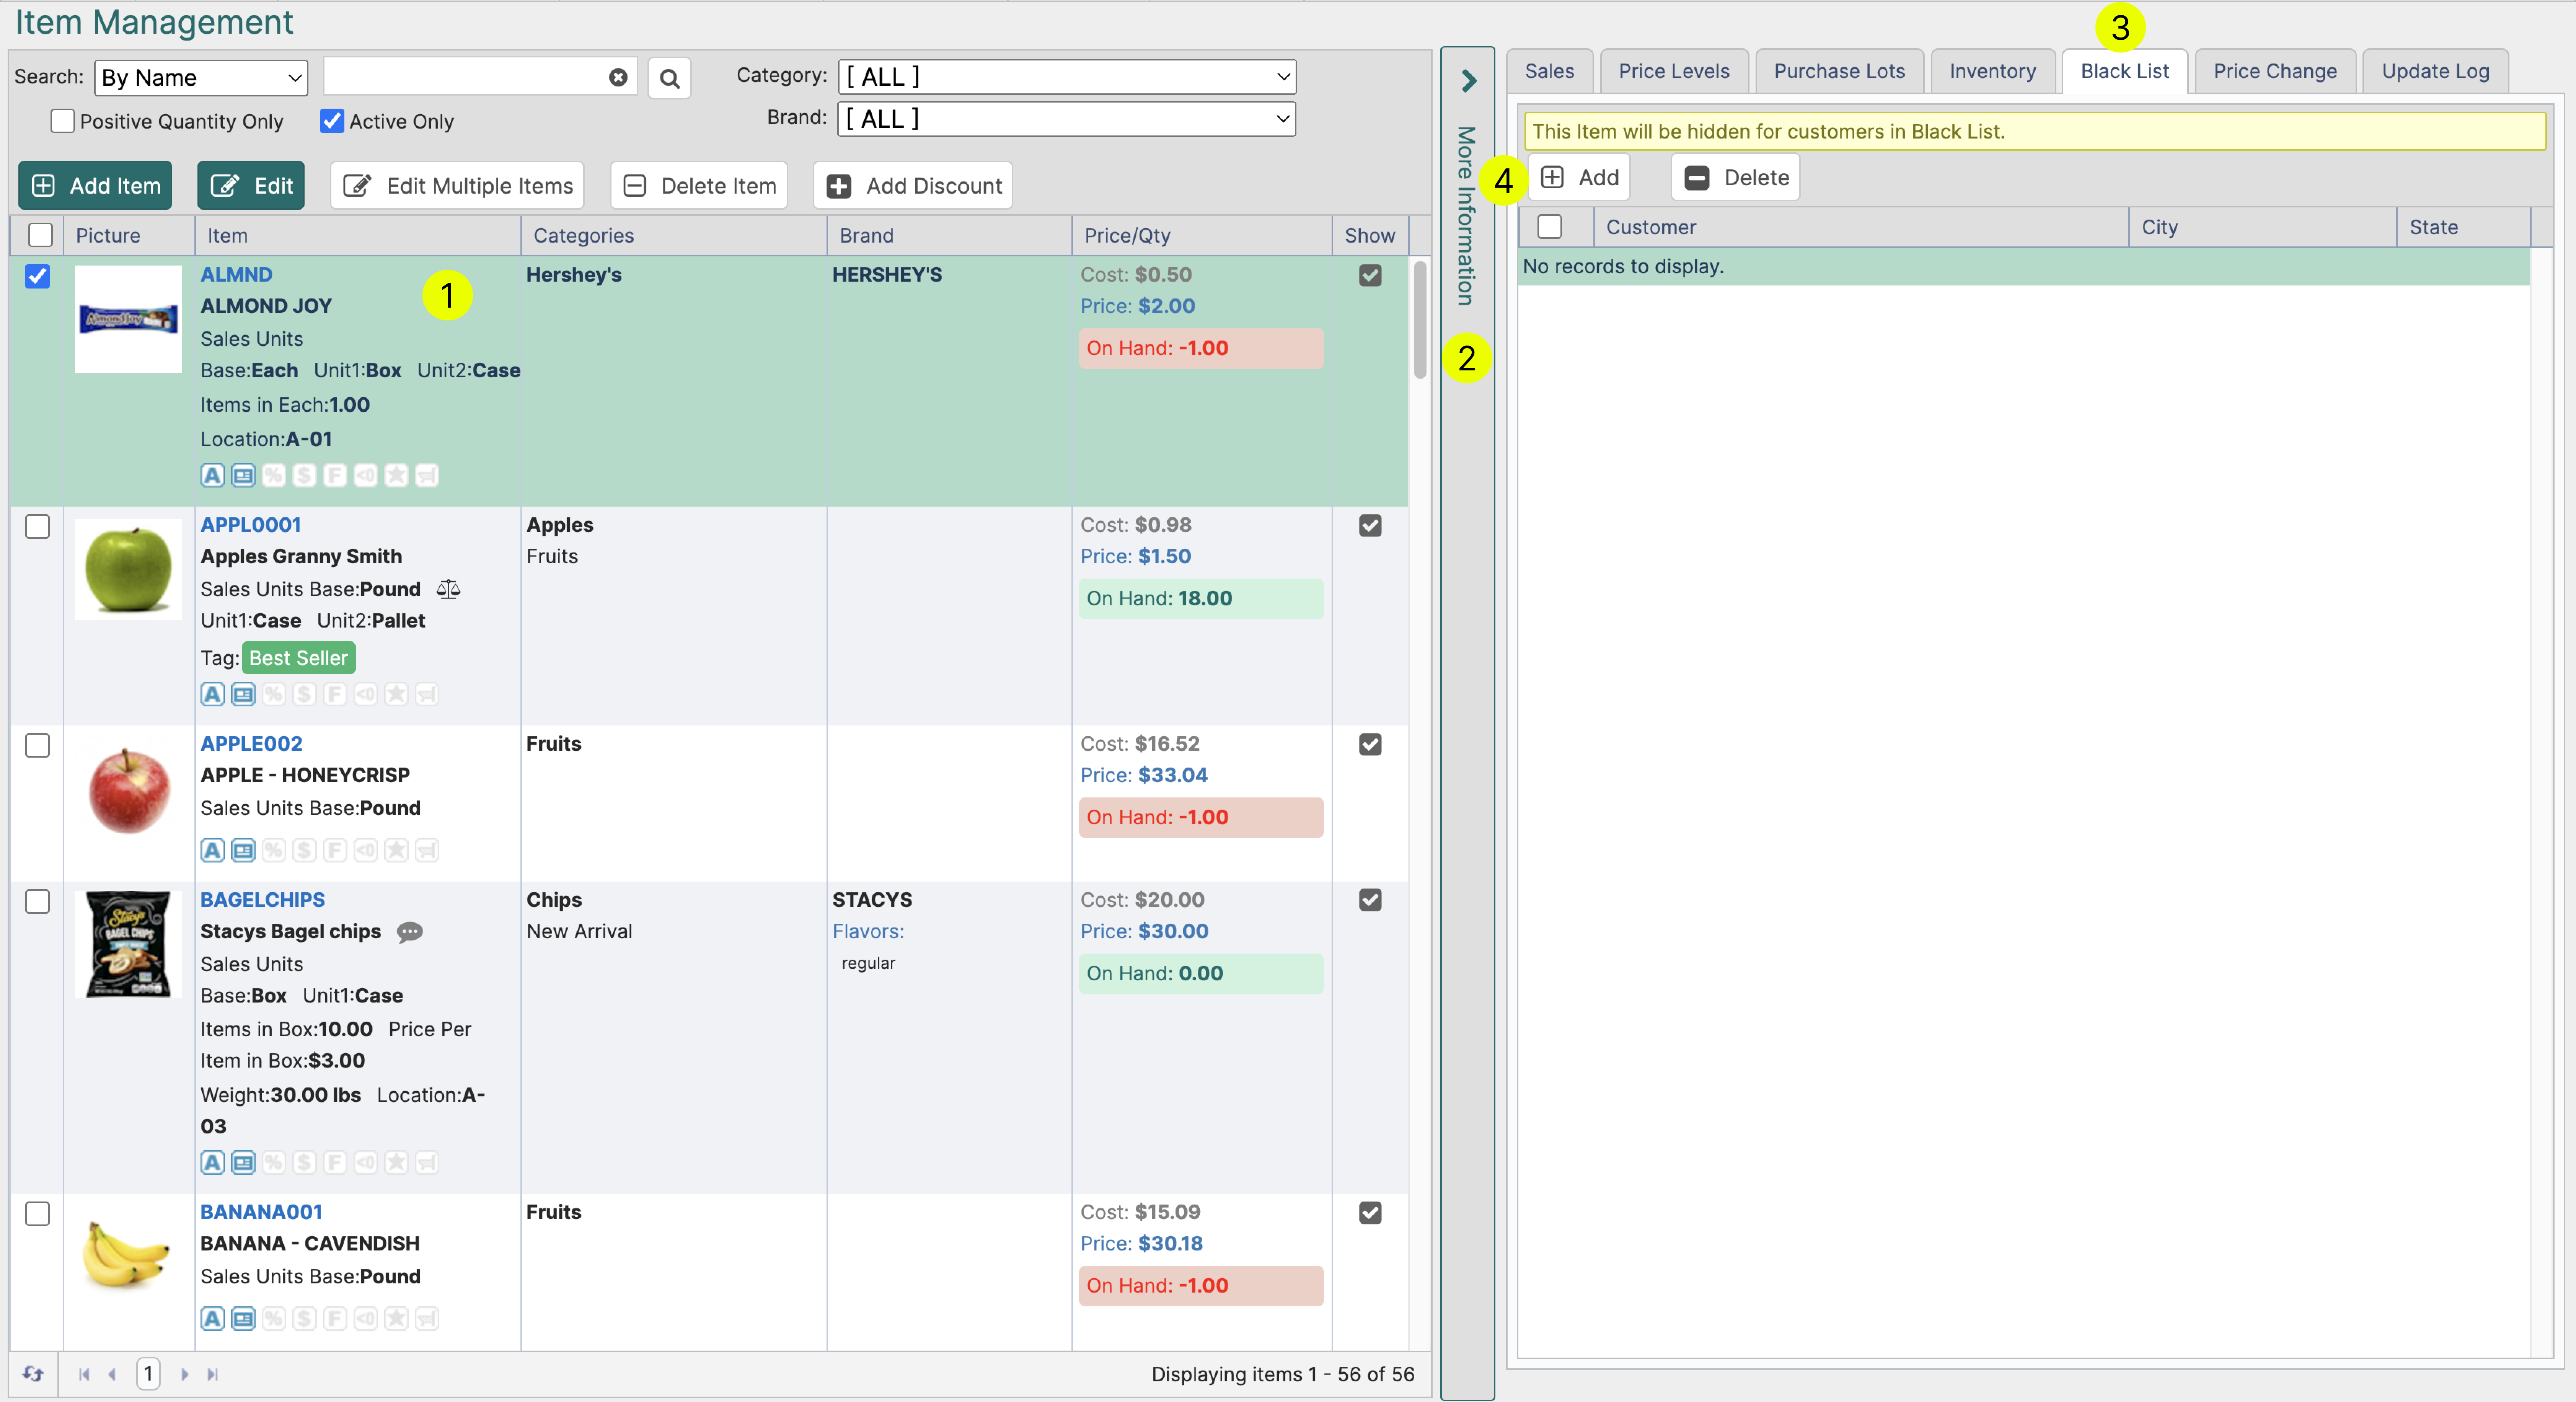 Item Management
Search: By Name
Category: [ ALL ]
Positive Quantity Only Active Only
Brand: [ ALL ]
Add Item Edit Edit Multiple Items Delete Item Add Discount
Picture Item Categories Brand Price/Qty Show
ALMND
ALMOND JOY
Sales Units
Base:Each Unit1:Box Unit2:Case
Items in Each:1.00
Location:A-01
A % $ F <0
1
Hershey's
HERSHEY'S
Cost: $0.50
Price: $2.00
On Hand: -1.00
AlmondJoy
APPL0001
Apples Granny Smith
Sales Units Base:Pound
Unit1:Case Unit2:Pallet
Tag: Best Seller
A % $ F <0
Apples
Fruits
Cost: $0.98
Price: $1.50
On Hand: 18.00
APPLE002
APPLE - HONEYCRISP
Sales Units Base:Pound
A % $ F <0
Fruits
Cost: $16.52
Price: $33.04
On Hand: -1.00
Stacy's
BAGEL CHIPS
BAGELCHIPS
Stacys Bagel chips
Sales Units
Base:Box Unit1:Case
Items in Box:10.00 Price Per
Item in Box:$3.00
Weight:30.00 lbs Location:A-
03
A % $ F <0
Chips
New Arrival
STACYS
Flavors:
regular
Cost: $20.00
Price: $30.00
On Hand: 0.00
BANANA001
BANANA - CAVENDISH
Sales Units Base:Pound
A % $ F <0
Fruits
Cost: $15.09
Price: $30.18
On Hand: -1.00
1
Displaying items 1 - 56 of 56
More Information
2
3
Sales Price Levels Purchase Lots Inventory Black List Price Change Update Log
This Item will be hidden for customers in Black List.
4
Add Delete
Customer City State
No records to display.